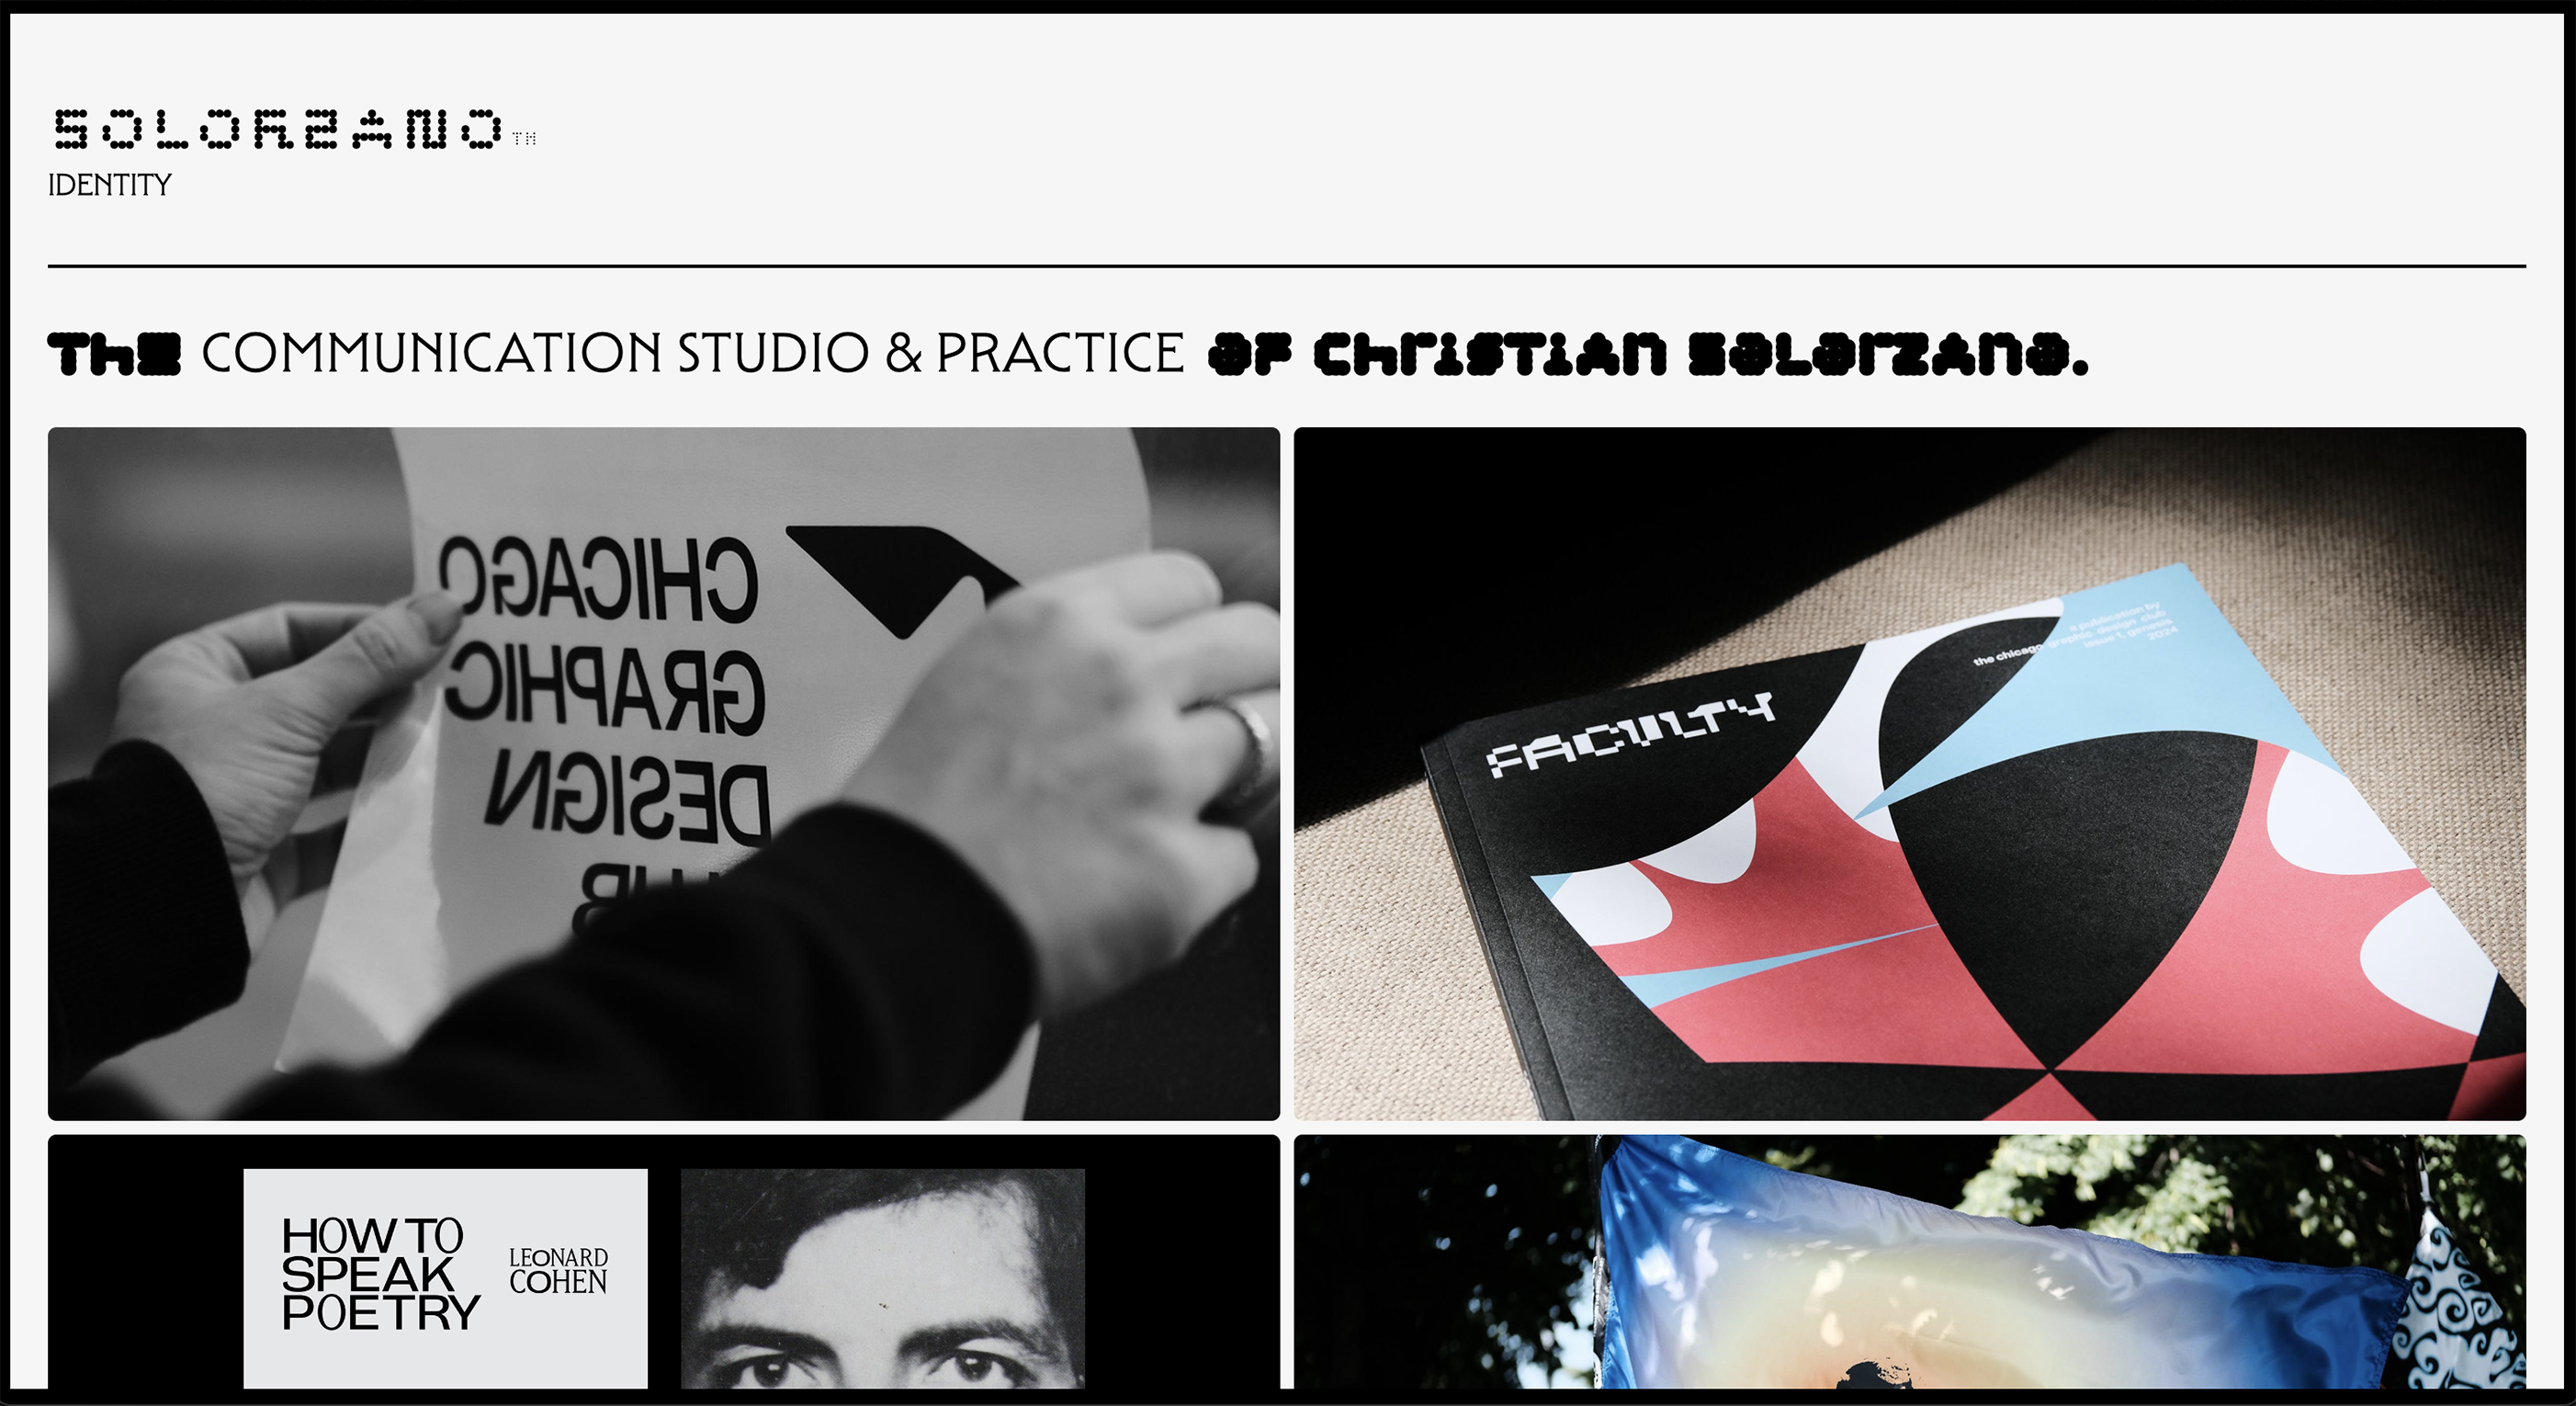 SOLORZANO TM
IDENTITY
ThE COMMUNICATION STUDIO & PRACTICE OF ChriSTiAn SOLOrZAnO.
CHICAGO
GRAPHIC
DESIGN
FACULTY
a publication by
the chicago graphic design club
issue 1, genesis
2024
HOW TO
SPEAK
POETRY
LEONARD
COHEN